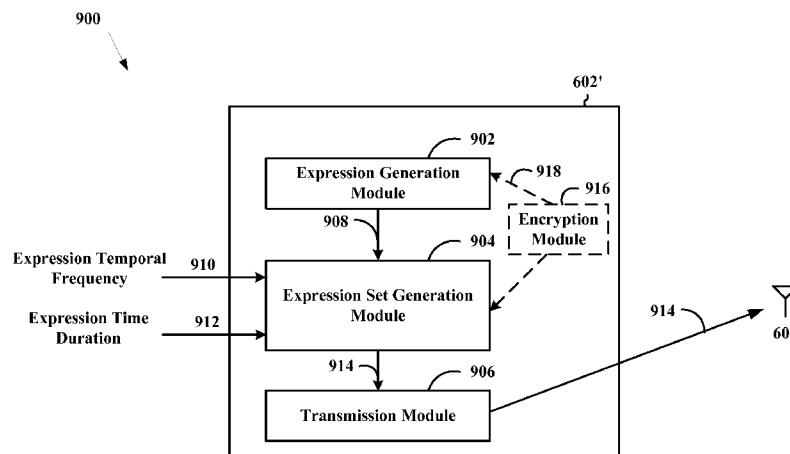 900
602'
902
Expression Generation
Module
918
916
Encryption
Module
908
904
Expression Temporal
Frequency
910
Expression Set Generation
Module
Expression Time
Duration
912
914
60
914
906
Transmission Module